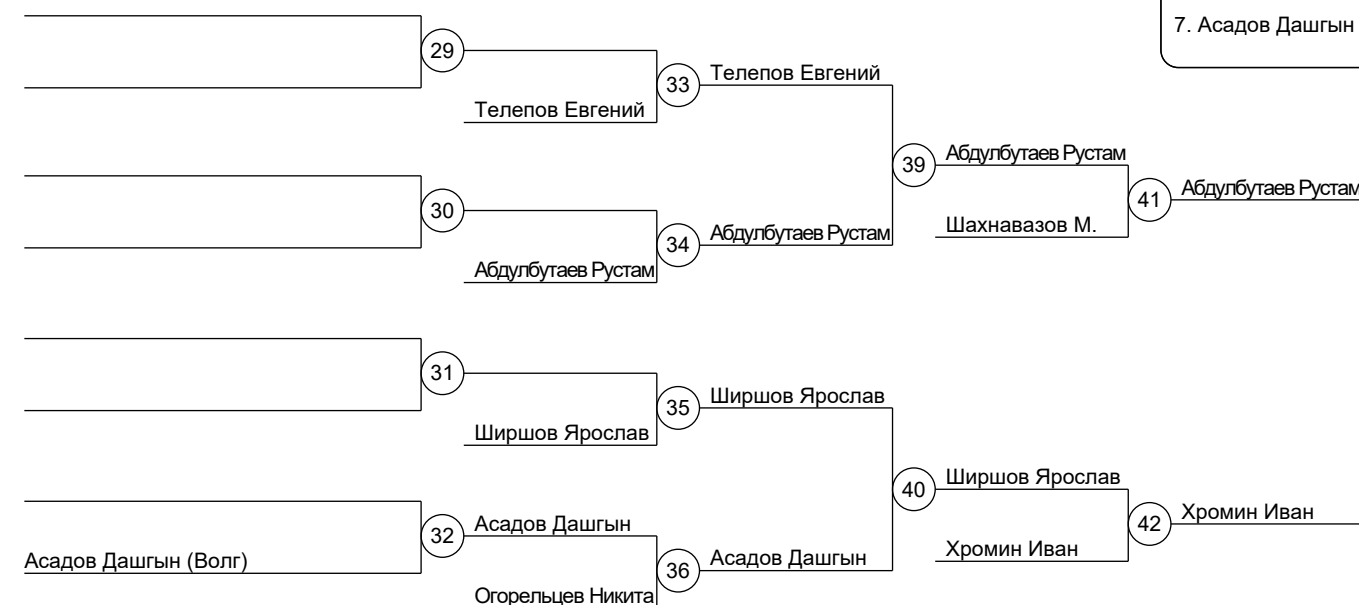 7. Асадов Дашгын
29
33
Телепов Евгений
Телепов Евгений
39
Абдулбутаев Рустам
41
Абдулбутаев Рустам
30
34
Абдулбутаев Рустам
Шахнавазов М.
Абдулбутаев Рустам
31
35
Ширшов Ярослав
Ширшов Ярослав
40
Ширшов Ярослав
42
Хромин Иван
32
Асадов Дашгын
Асадов Дашгын (Волг)
36
Асадов Дашгын
Хромин Иван
Огорельцев Никита